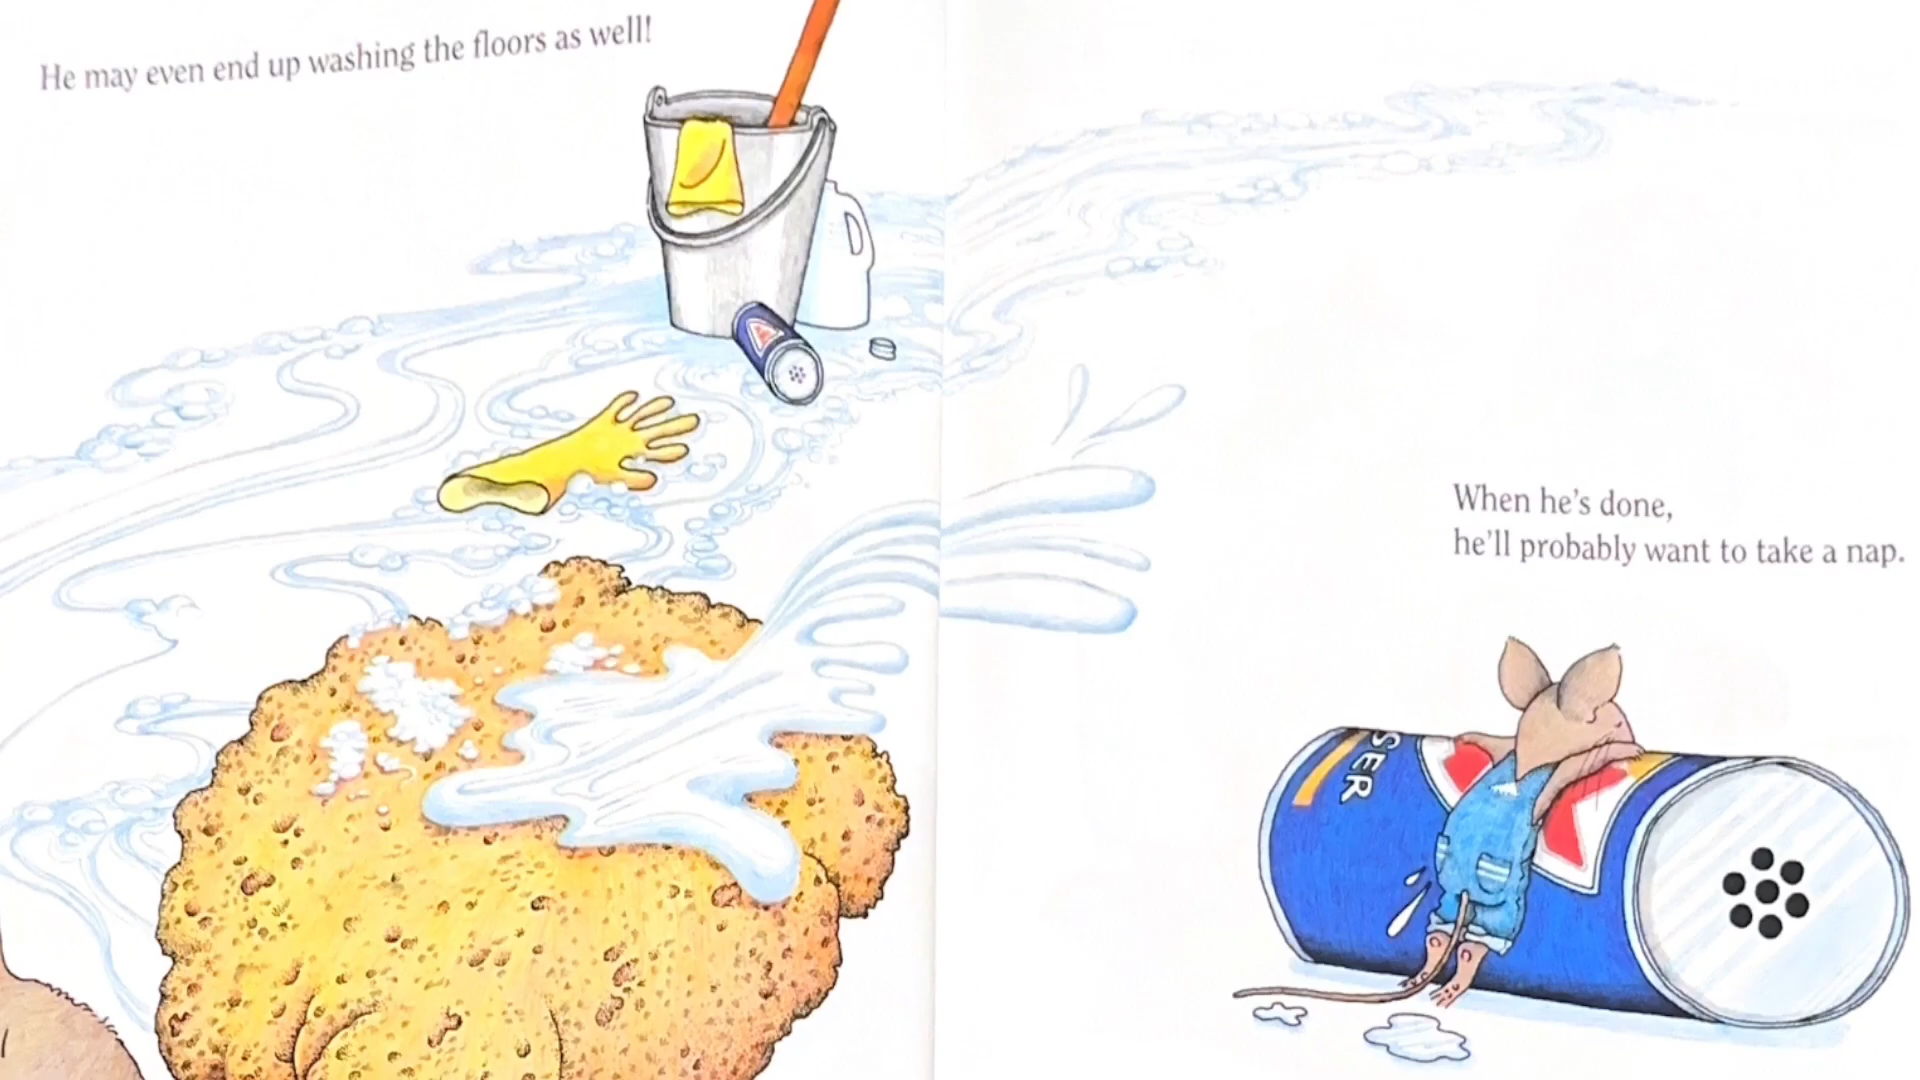 He may even end up washing the floors as well!
When he's done,
he'll probably want to take a nap.
SER